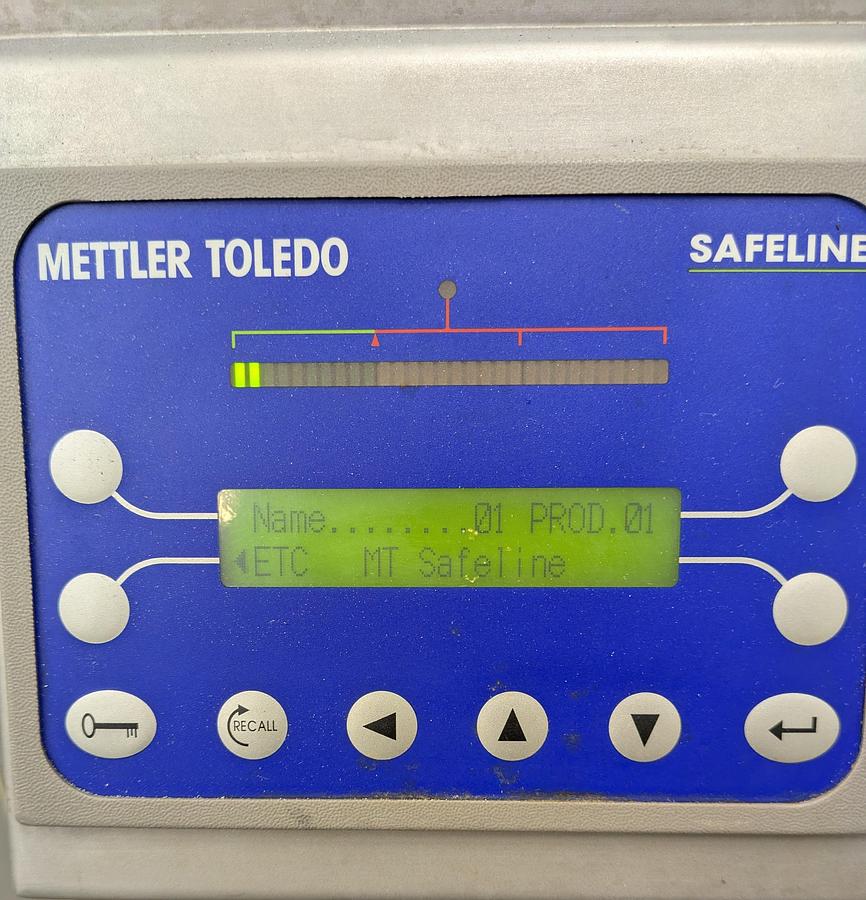 METTLER TOLEDO
SAFELINE
Name........01 PROD.01
ETC MT Safeline
RECALL